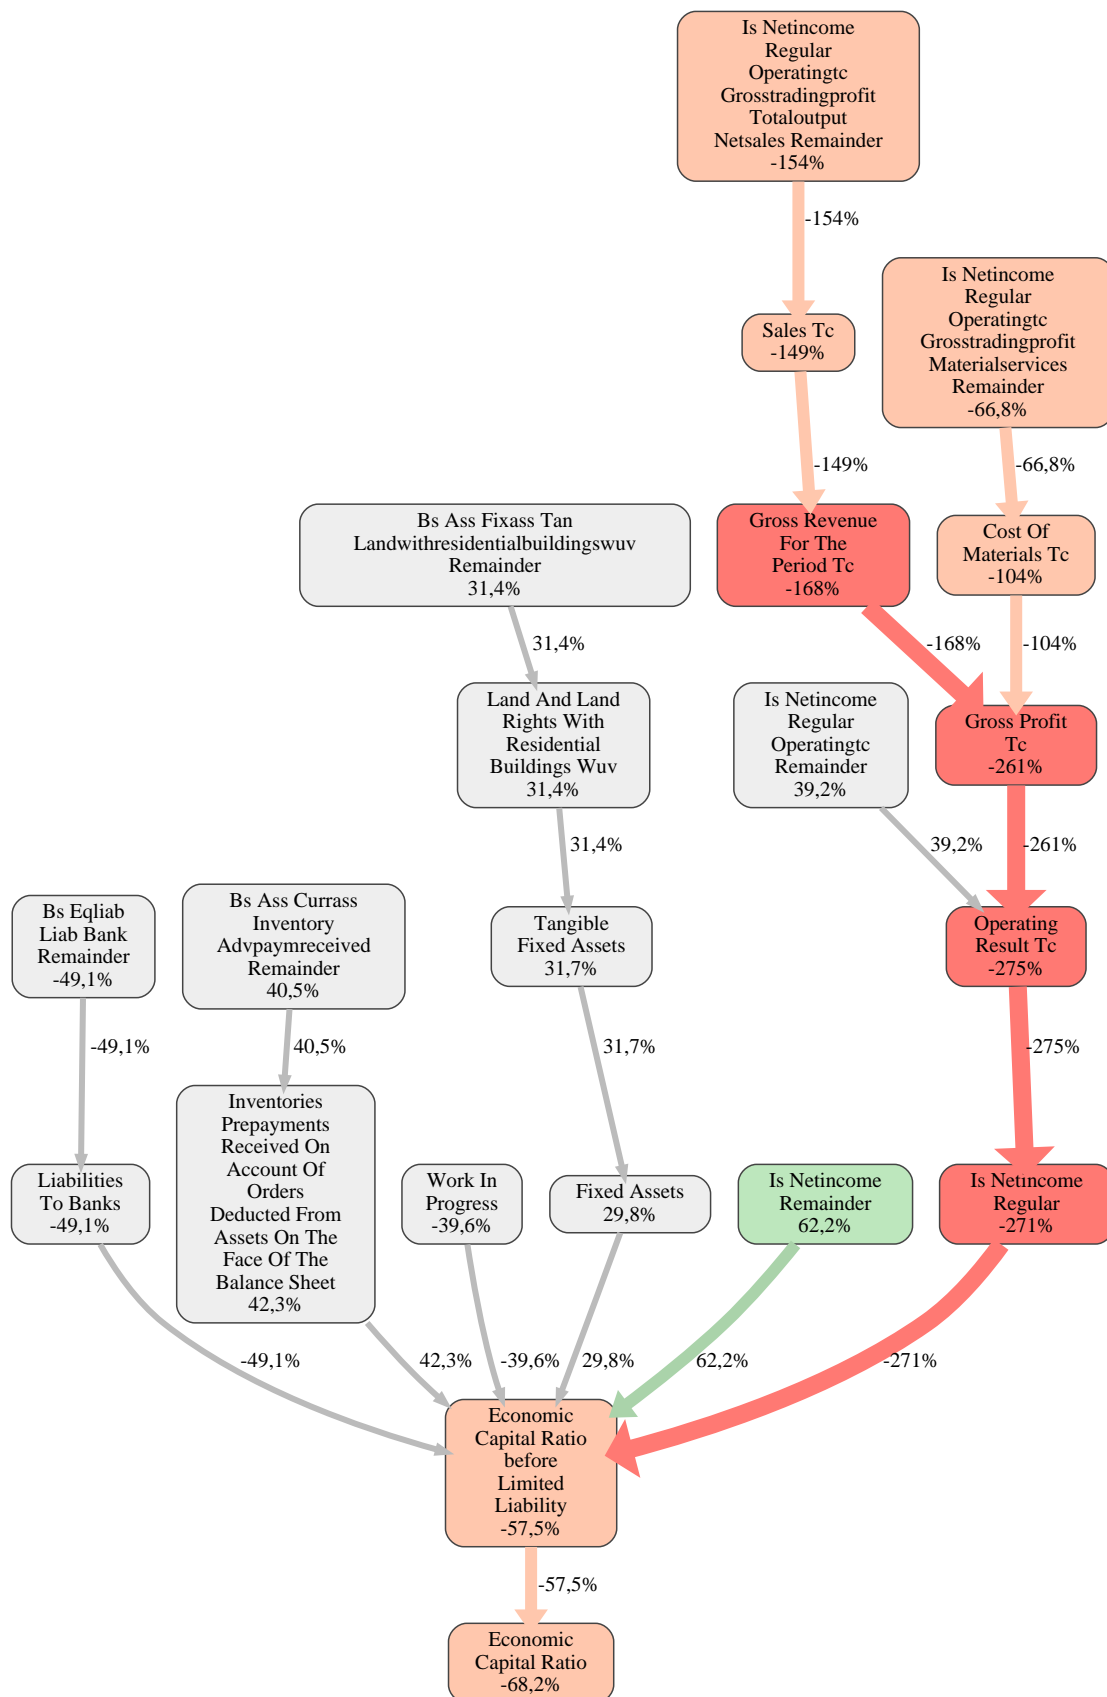 Is Netincome
Regular
Operatingtc
Grosstradingprofit
Totaloutput
Netsales Remainder
-154%
-154%
Is Netincome
Regular
Operatingtc
Grosstradingprofit
Materialservices
Remainder
-66,8%
Sales Tc
-149%
-149%
-66,8%
Bs Ass Fixass Tan
Landwithresidentialbuildingswuv
Remainder
31,4%
Gross Revenue
For The
Period Tc
-168%
Cost Of
Materials Tc
-104%
31,4%
-168%
-104%
Land And Land
Rights With
Residential
Buildings Wuv
31,4%
Is Netincome
Regular
Operatingtc
Remainder
39,2%
Gross Profit
Tc
-261%
31,4%
39,2%
-261%
Bs Eqliab
Liab Bank
Remainder
-49,1%
Bs Ass Currass
Inventory
Advpaymreceived
Remainder
40,5%
Tangible
Fixed Assets
31,7%
Operating
Result Tc
-275%
-49,1%
40,5%
31,7%
-275%
Liabilities
To Banks
-49,1%
Inventories
Prepayments
Received On
Account Of
Orders
Deducted From
Assets On The
Face Of The
Balance Sheet
42,3%
Work In
Progress
-39,6%
Fixed Assets
29,8%
Is Netincome
Remainder
62,2%
Is Netincome
Regular
-271%
-49,1%
42,3%
-39,6%
29,8%
62,2%
-271%
Economic
Capital Ratio
before
Limited
Liability
-57,5%
-57,5%
Economic
Capital Ratio
-68,2%